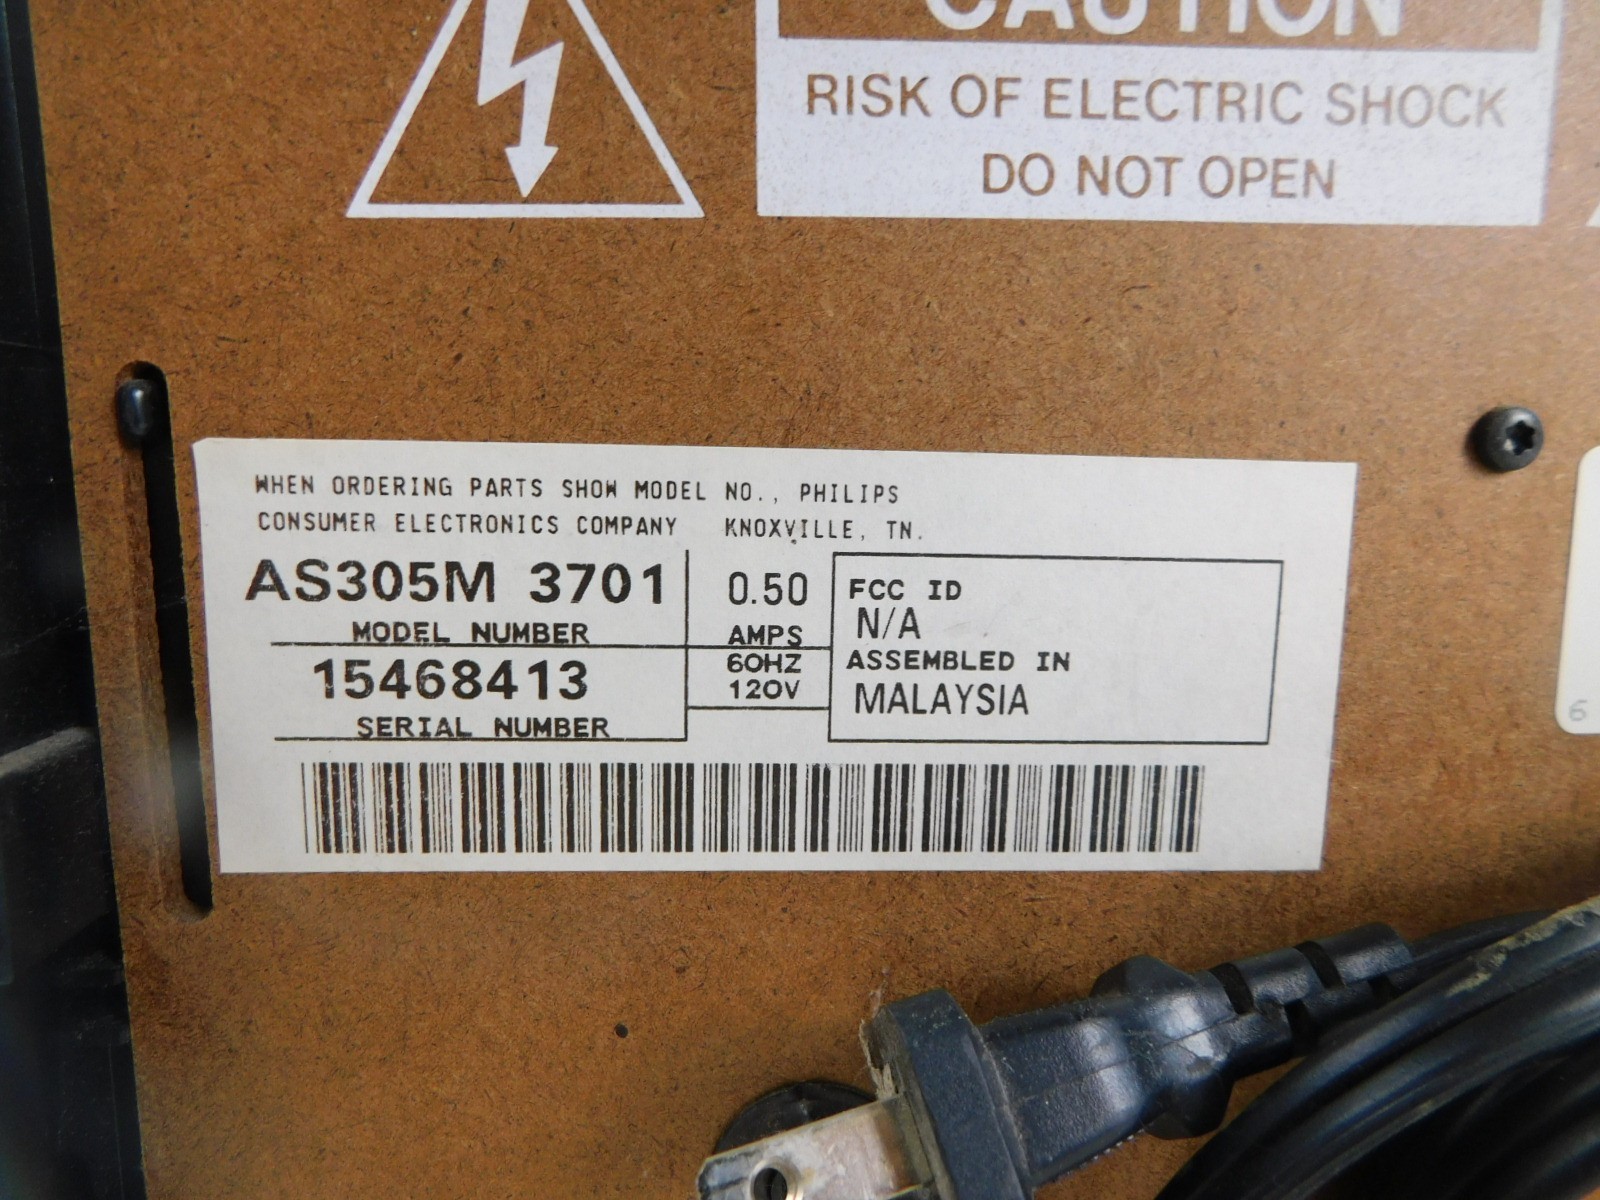 CAUTION
RISK OF ELECTRIC SHOCK
DO NOT OPEN
WHEN ORDERING PARTS SHOW MODEL NO., PHILIPS
CONSUMER ELECTRONICS COMPANY KNOXVILLE, TN.
AS305M 3701
MODEL NUMBER
15468413
SERIAL NUMBER
0.50
AMPS
60HZ
120V
FCC ID
N/A
ASSEMBLED IN
MALAYSIA
6